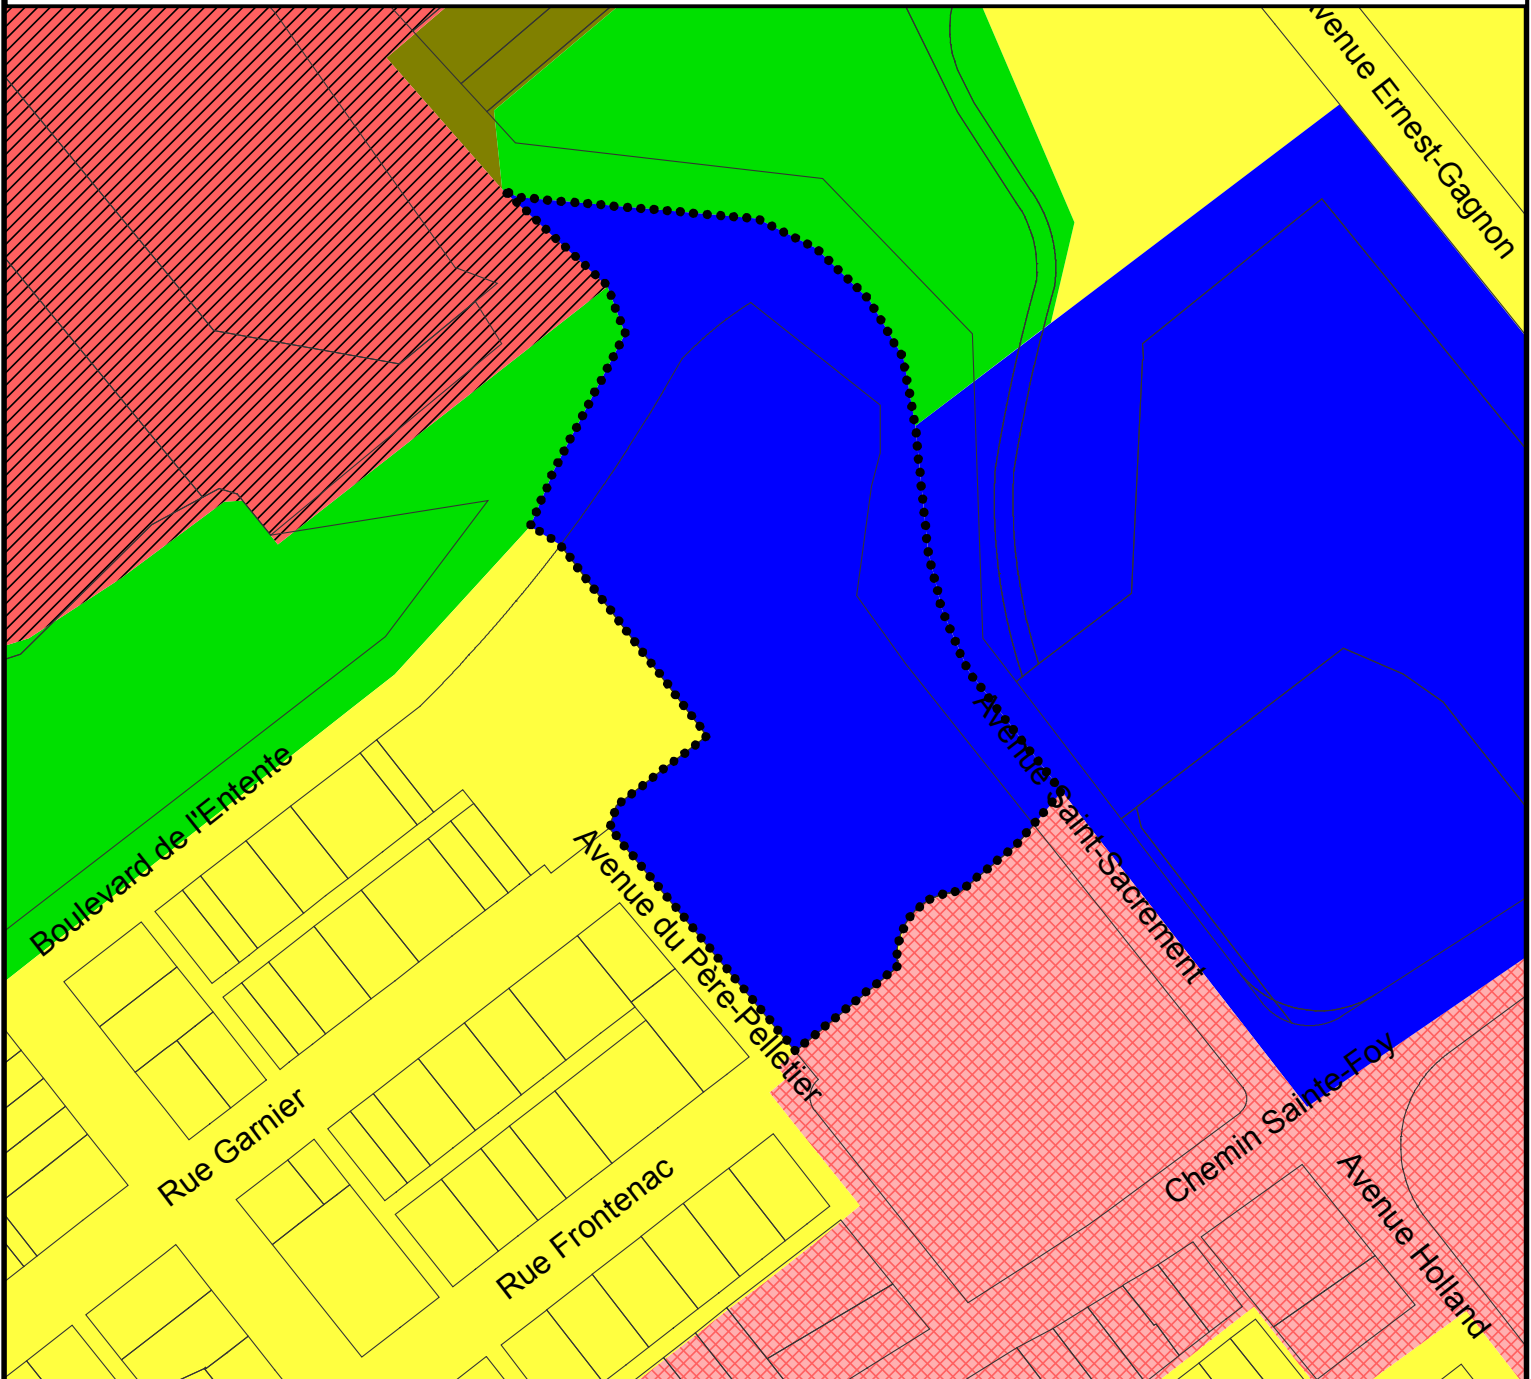 Avenue Ernest-Gagnon
Avenue Saint-Sacrement
Boulevard de l'Entente
Avenue du Père-Pelletier
Chemin Sainte-Foy
Rue Garnier
Rue Frontenac
Avenue Holland